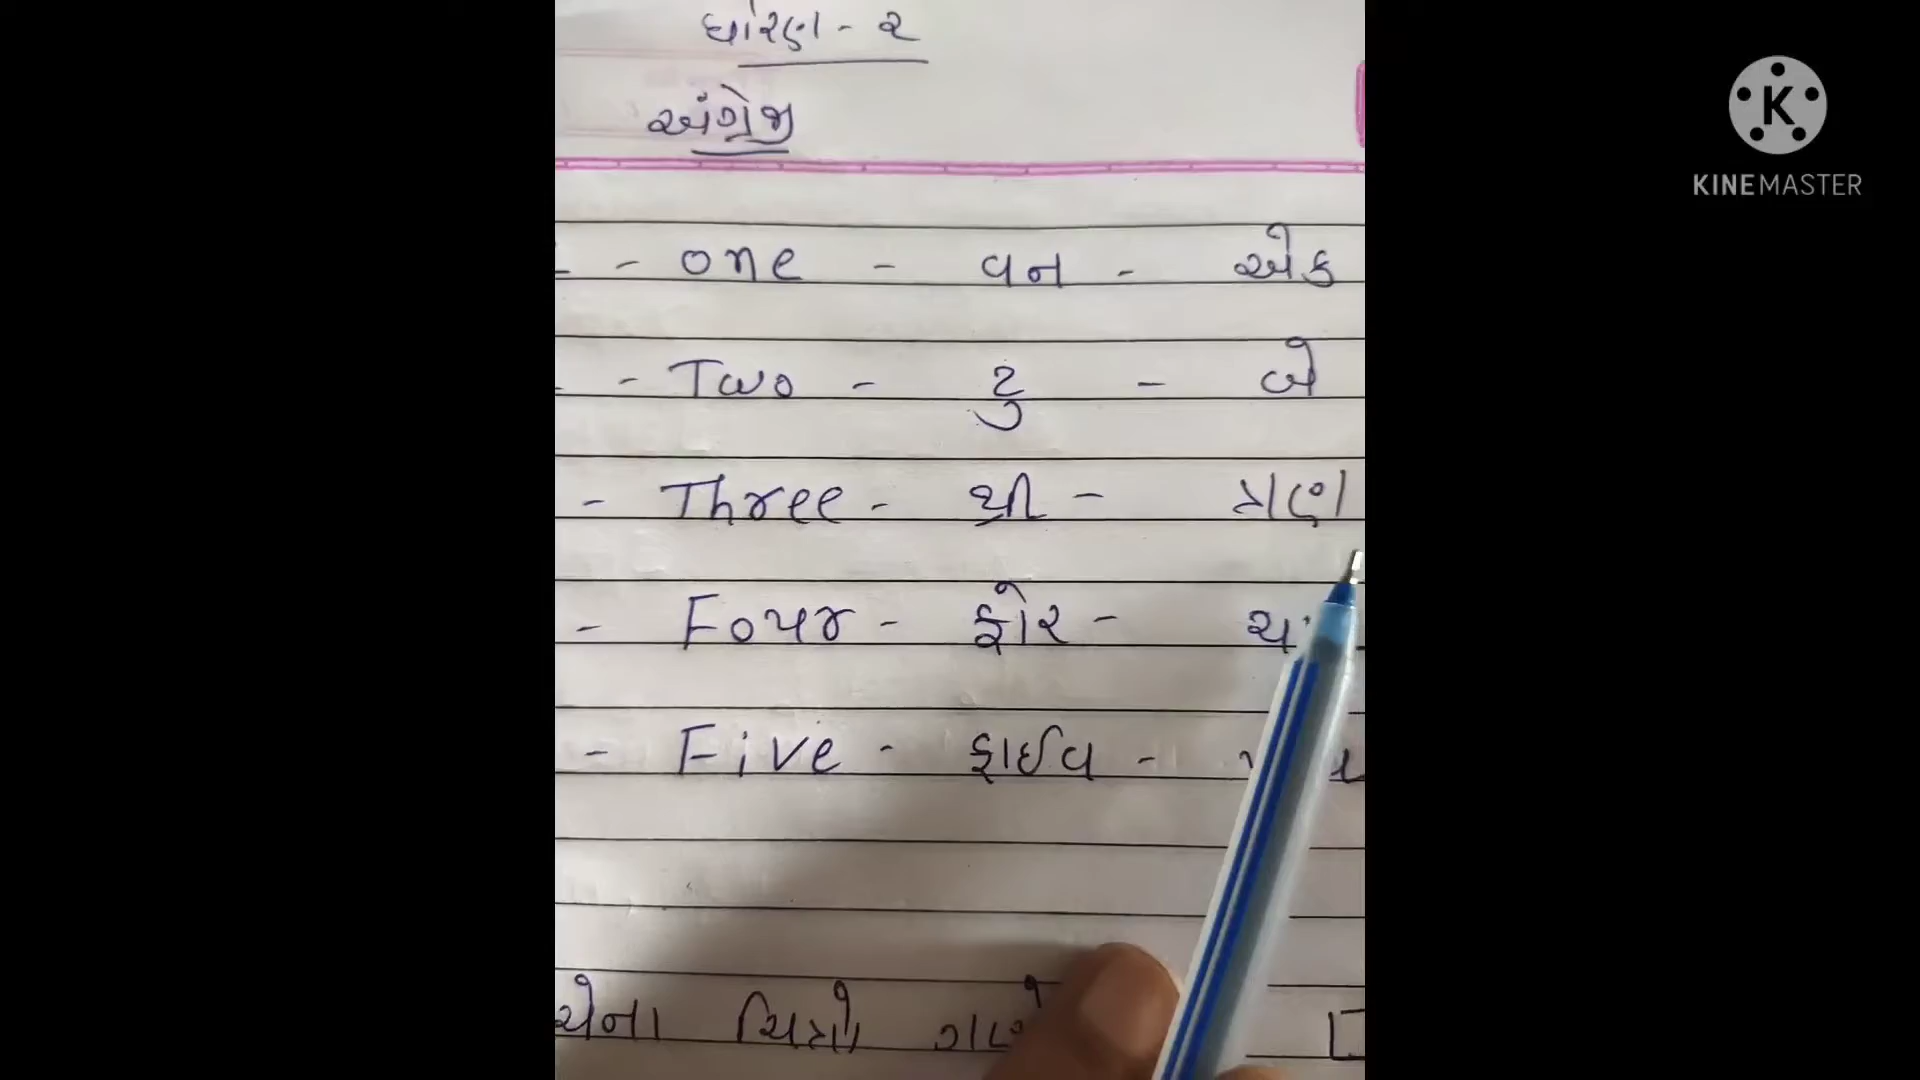 ધોરણ - ૨
અંગ્રેજી
KINEMASTER
- - one - વન - એક
- - Two - ટુ - બે
- Three - થ્રી - ત્રણ
- Four - ફોર -
- Five - ફાઈવ -
ચિત્રો